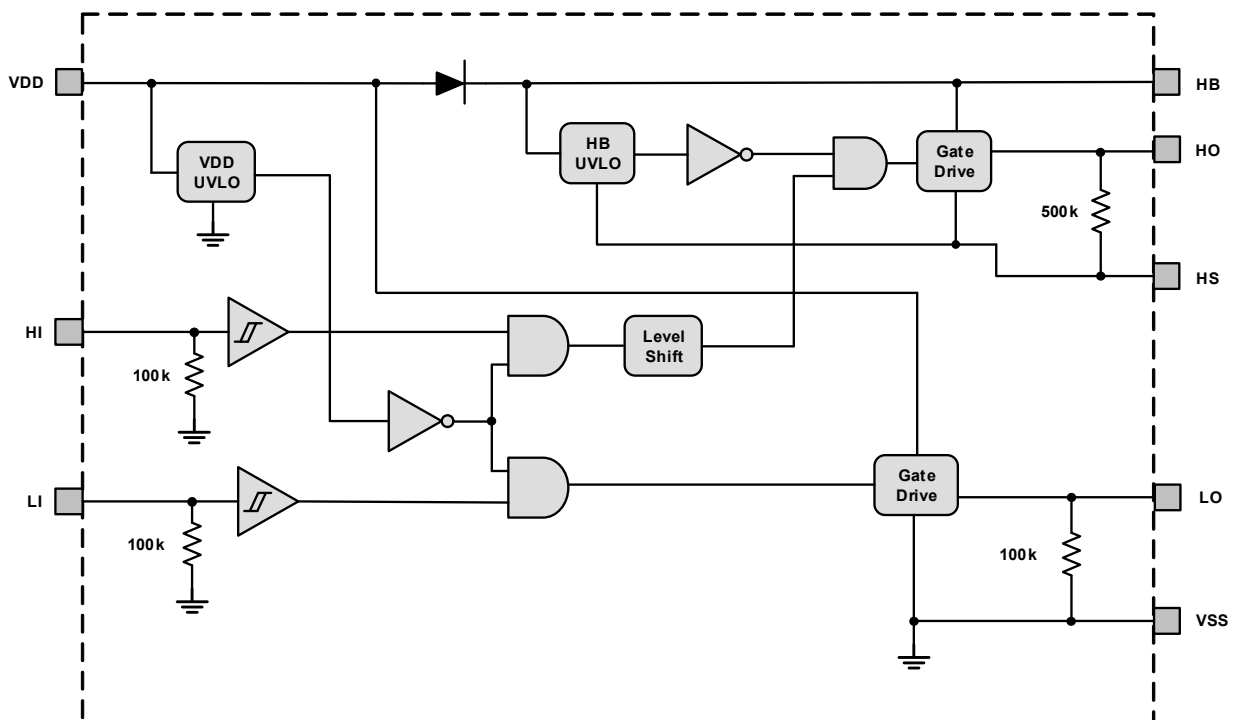 VDD
HB
HB
UVLO
VDD
UVLO
Gate
Drive
HO
500k
HS
HI
Level
Shift
100k
LI
Gate
Drive
LO
100k
100k
VSS